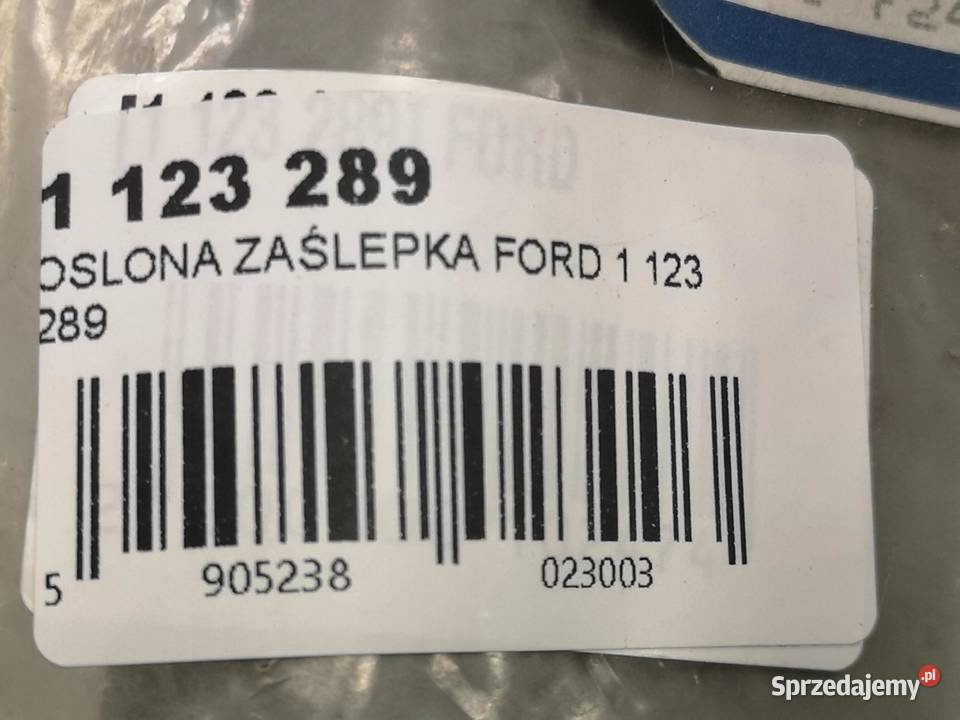 1 123 289
OSLONA ZAŚLEPKA FORD 1 123
289
5 905238 023003
Sprzedajemy.pl